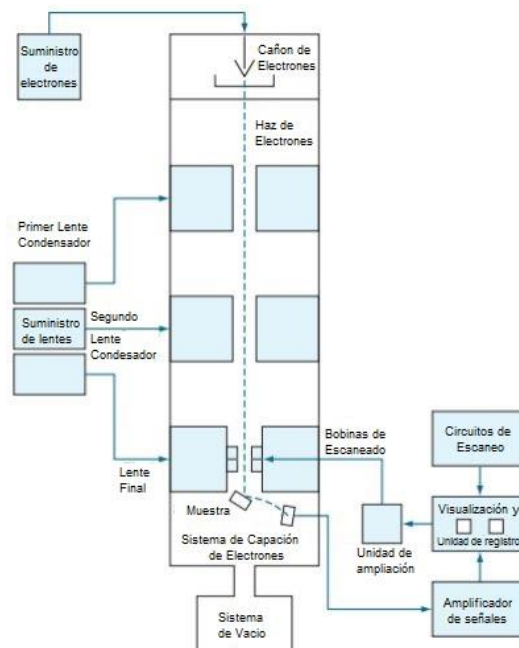 Suministro
de
electrones
Cañon de
Electrones
Haz de
Electrones
Primer Lente
Condensador
Suministro
de lentes
Segundo
Lente
Condesador
Lente
Final
Bobinas de
Escaneado
Muestra
Sistema de Capación
de Electrones
Unidad de
ampliación
Circuitos de
Escaneo
Visualización y
Unidad de registro
Amplificador
de señales
Sistema
de Vacio